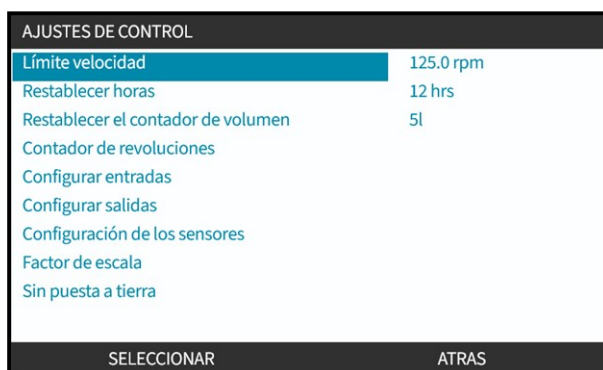 AJUSTES DE CONTROL
Límite velocidad 125.0 rpm
Restablecer horas 12 hrs
Restablecer el contador de volumen 5l
Contador de revoluciones
Configurar entradas
Configurar salidas
Configuración de los sensores
Factor de escala
Sin puesta a tierra
SELECCIONAR ATRAS